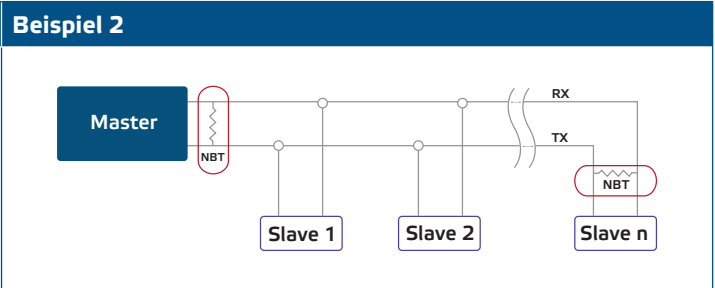 Beispiel 2
RX
Master
TX
NBT
NBT
Slave 1
Slave 2
Slave n